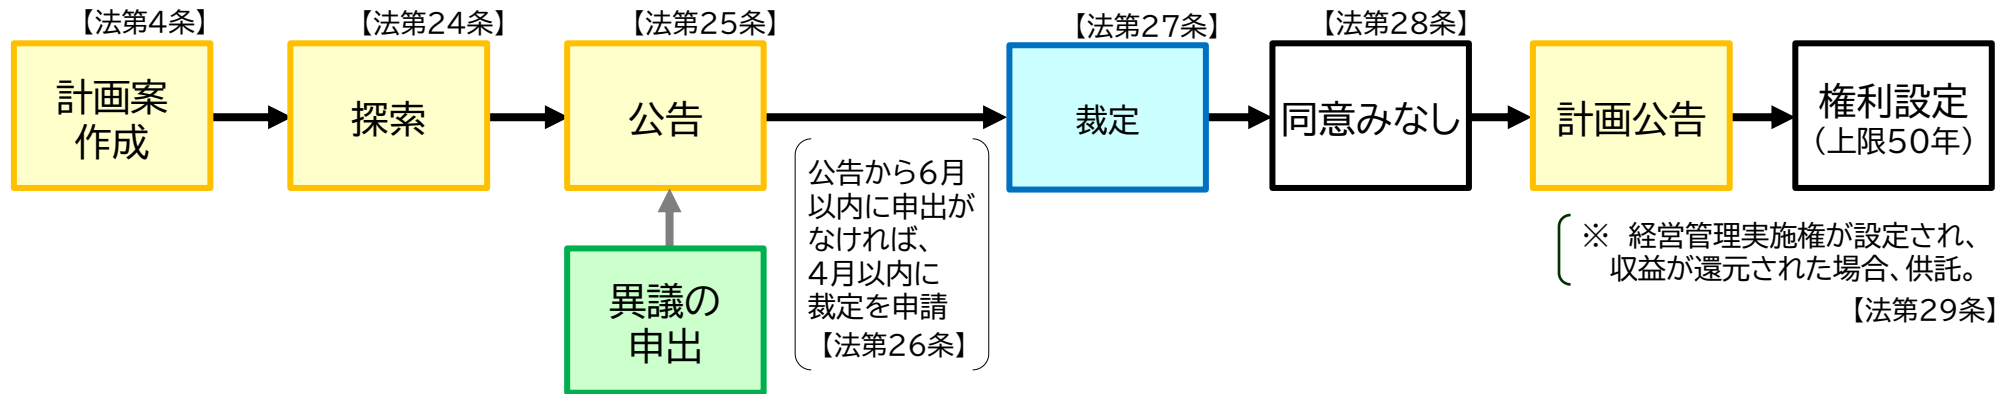 【法第4条】
計画案
作成
【法第24条】
探索
【法第25条】
公告
異議の
申出
公告から6月
以内に申出が
なければ、
4月以内に
裁定を申請
【法第26条】
【法第27条】
裁定
【法第28条】
同意みなし
計画公告
権利設定
（上限50年）
※ 経営管理実施権が設定され、
収益が還元された場合、供託。
【法第29条】